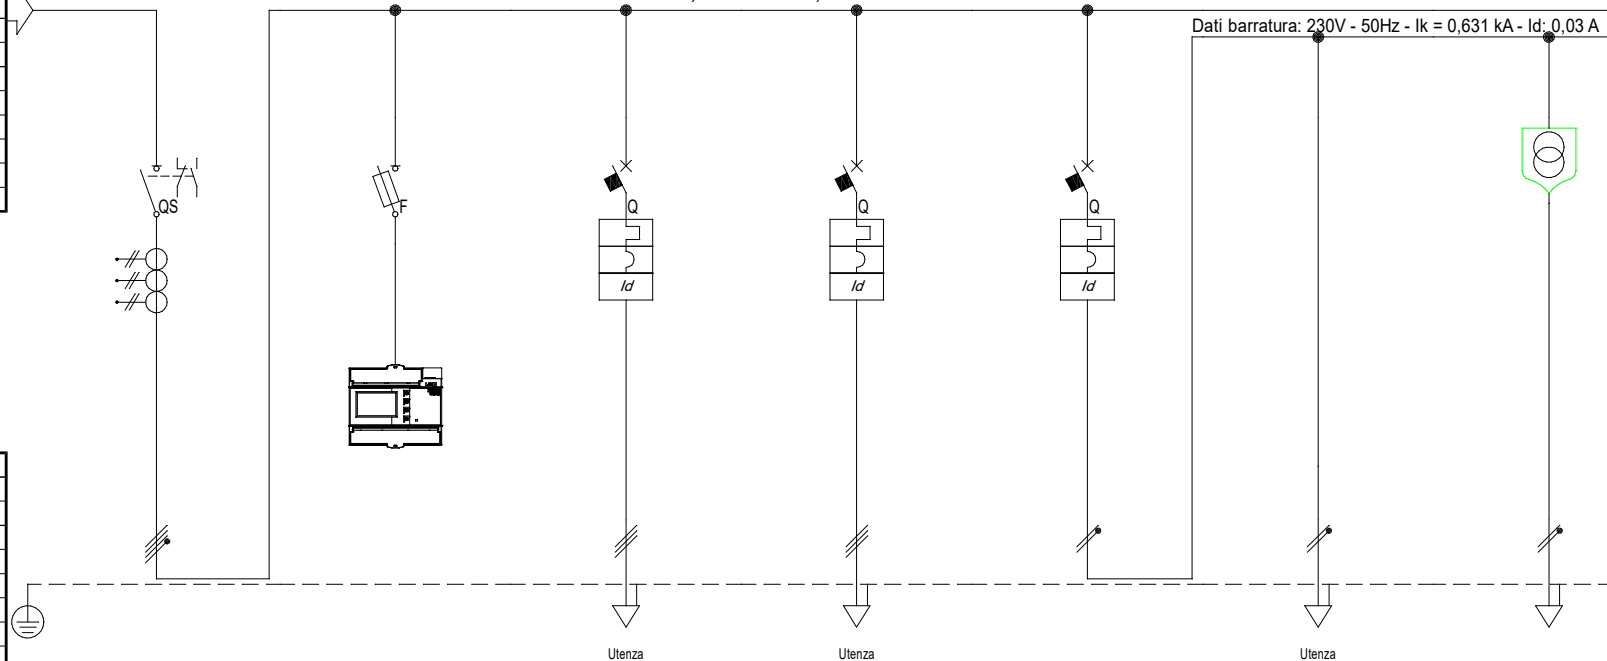 Dati barratura: 230V - 50Hz - Ik = 0,631 kA - Id: 0,03 A
QS
F
Q
Q
Q
Id
Id
Id
Utenza
Utenza
Utenza